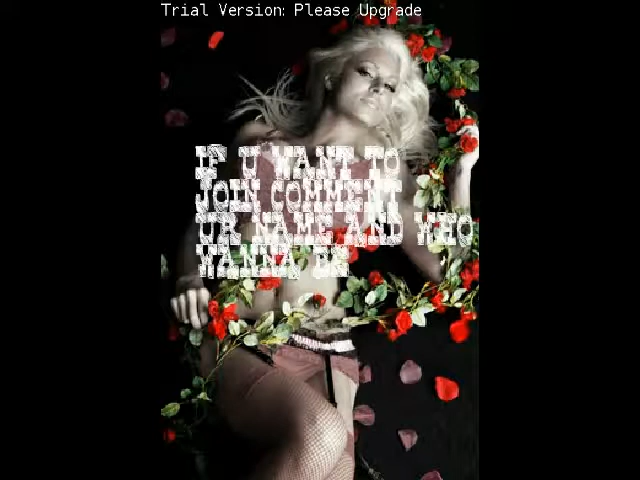 Trial Version: Please Upgrade
IF U WANT TO
JOIN COMMENT
UR NAME AND WHO
WANNA BE